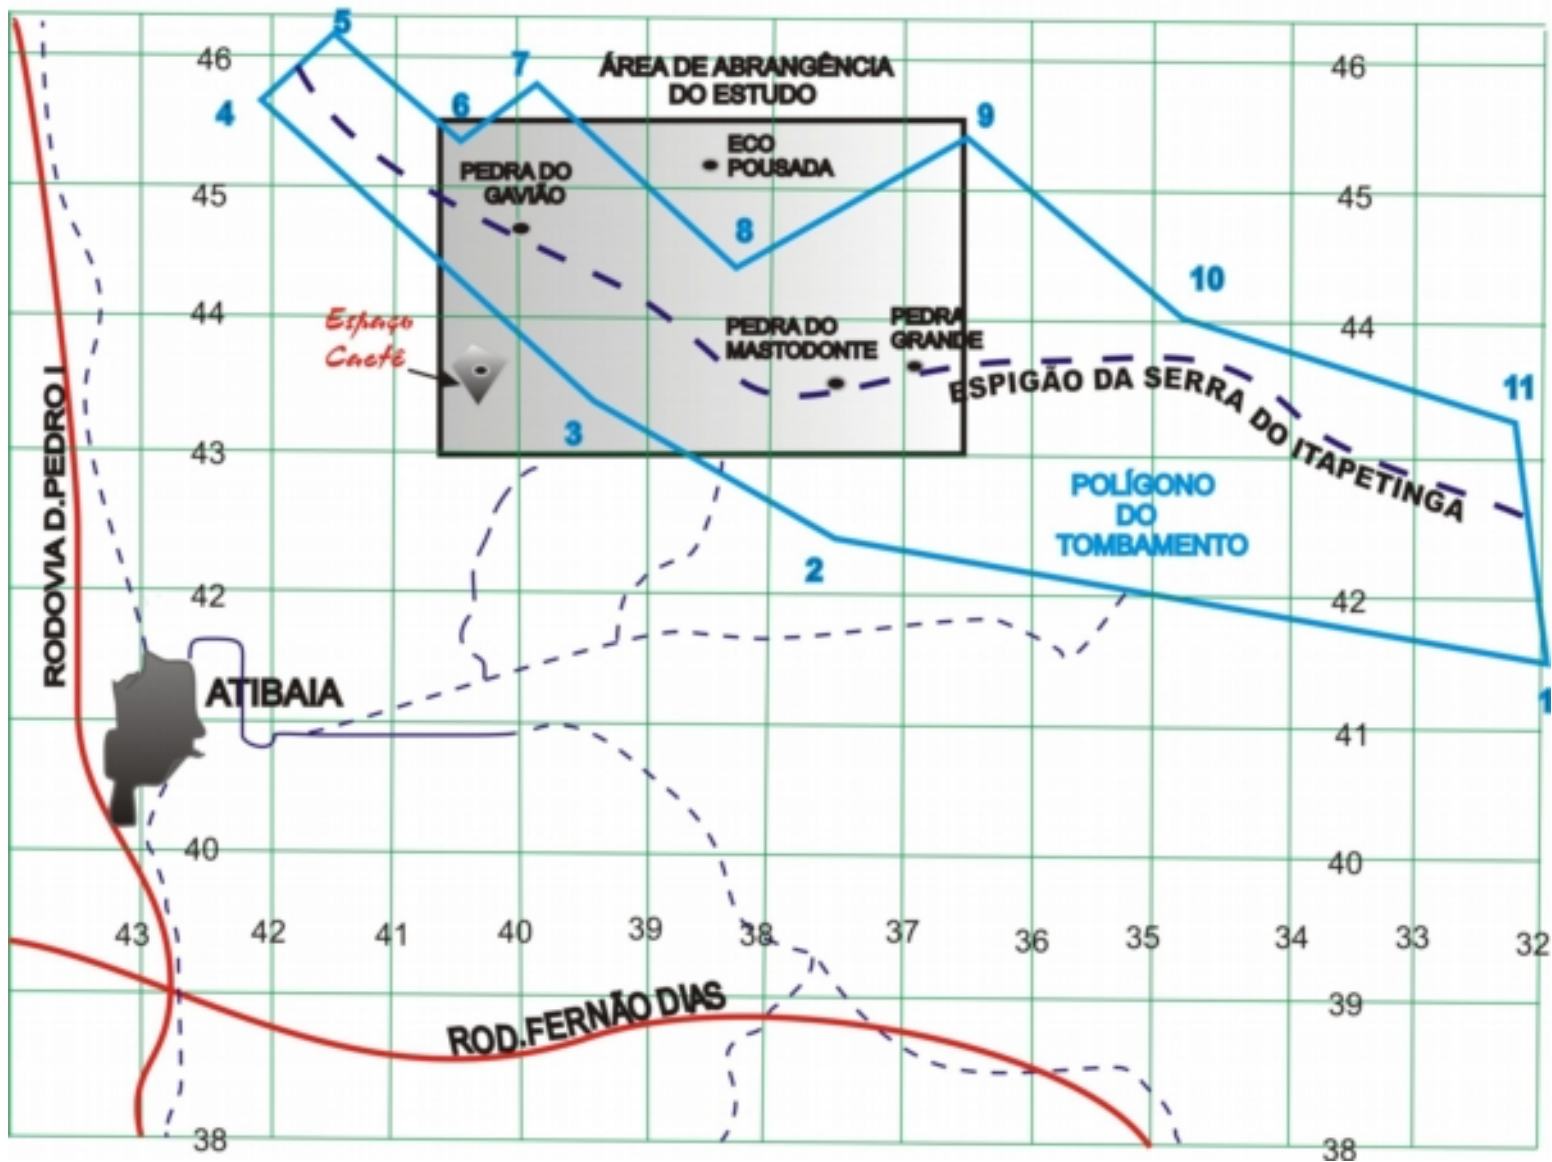 5
46
7
ÁREA DE ABRANGÊNCIA
DO ESTUDO
46
4
6
9
ECO
POUSADA
PEDRA DO
GAVIÃO
45
45
8
10
44
Espaço
Caetê
PEDRA DO
MASTODONTE
PEDRA
GRANDE
44
ESPIGÃO DA SERRA DO ITAPETINGA
11
3
43
RODOVIA D.PEDRO I
POLÍGONO
DO
TOMBAMENTO
2
42
42
1
ATIBAIA
41
40
40
43
42
41
40
39
38
37
36
35
34
33
32
ROD.FERNÃO DIAS
39
38
38